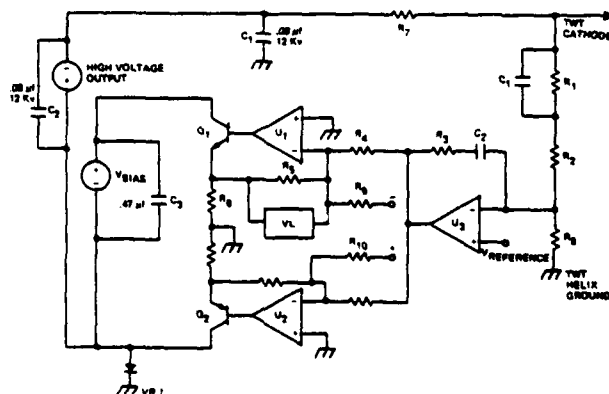 .08 µf
12 Kv
C1
R7
TWT
CATHODE
HIGH VOLTAGE
OUTPUT
.08 µf
12 Kv
C2
C1
R1
Q1
U1
R4
R3
C2
R2
VBIAS
.47 µf
C3
R5
R8
VL
R9
U3
VREFERENCE
R10
TWT
HELIX
GROUND
Q2
U2